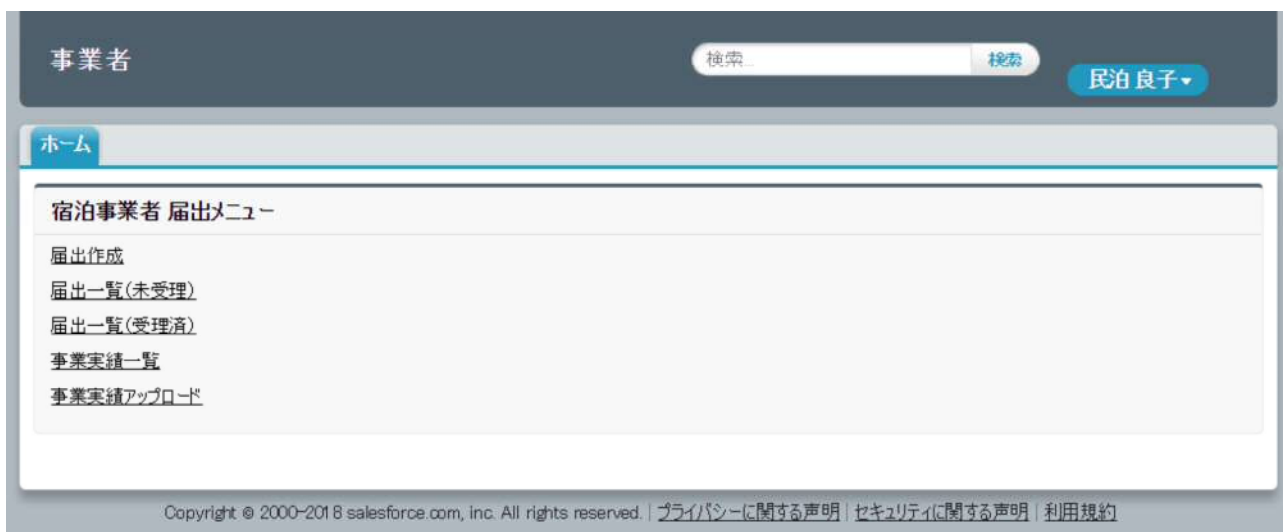 事業者
検索... 検索
民泊 良子
ホーム
宿泊事業者 届出メニュー
届出作成
届出一覧(未受理)
届出一覧(受理済)
事業実績一覧
事業実績アップロード
Copyright © 2000-2018 salesforce.com, inc. All rights reserved. | プライバシーに関する声明 | セキュリティに関する声明 | 利用規約